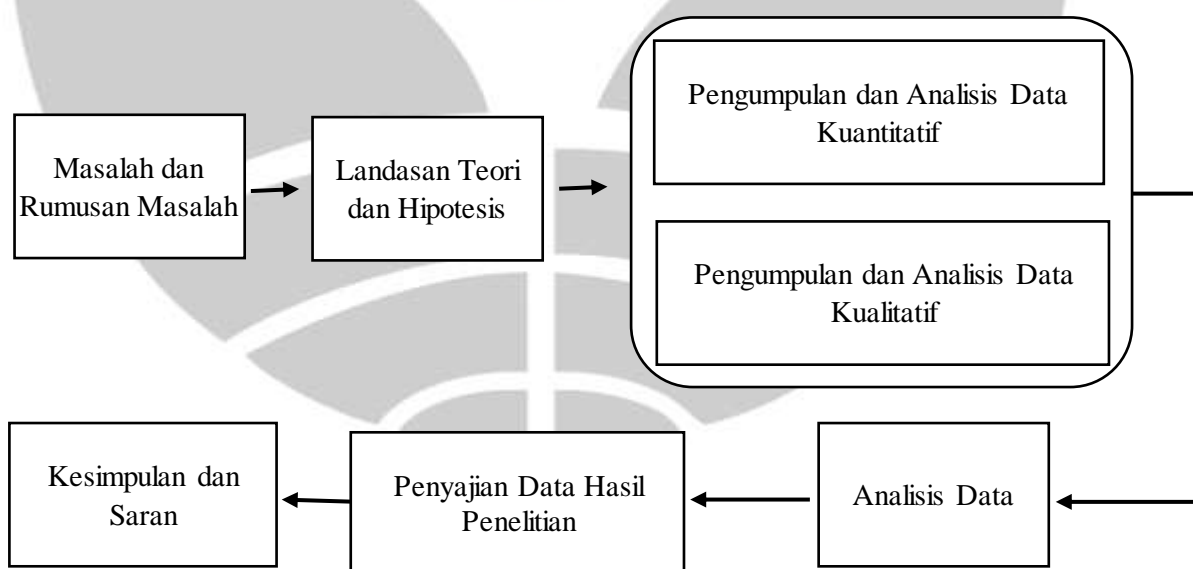 Masalah dan
Rumusan Masalah
Landasan Teori
dan Hipotesis
Pengumpulan dan Analisis Data
Kuantitatif
Pengumpulan dan Analisis Data
Kualitatif
Analisis Data
Penyajian Data Hasil
Penelitian
Kesimpulan dan
Saran